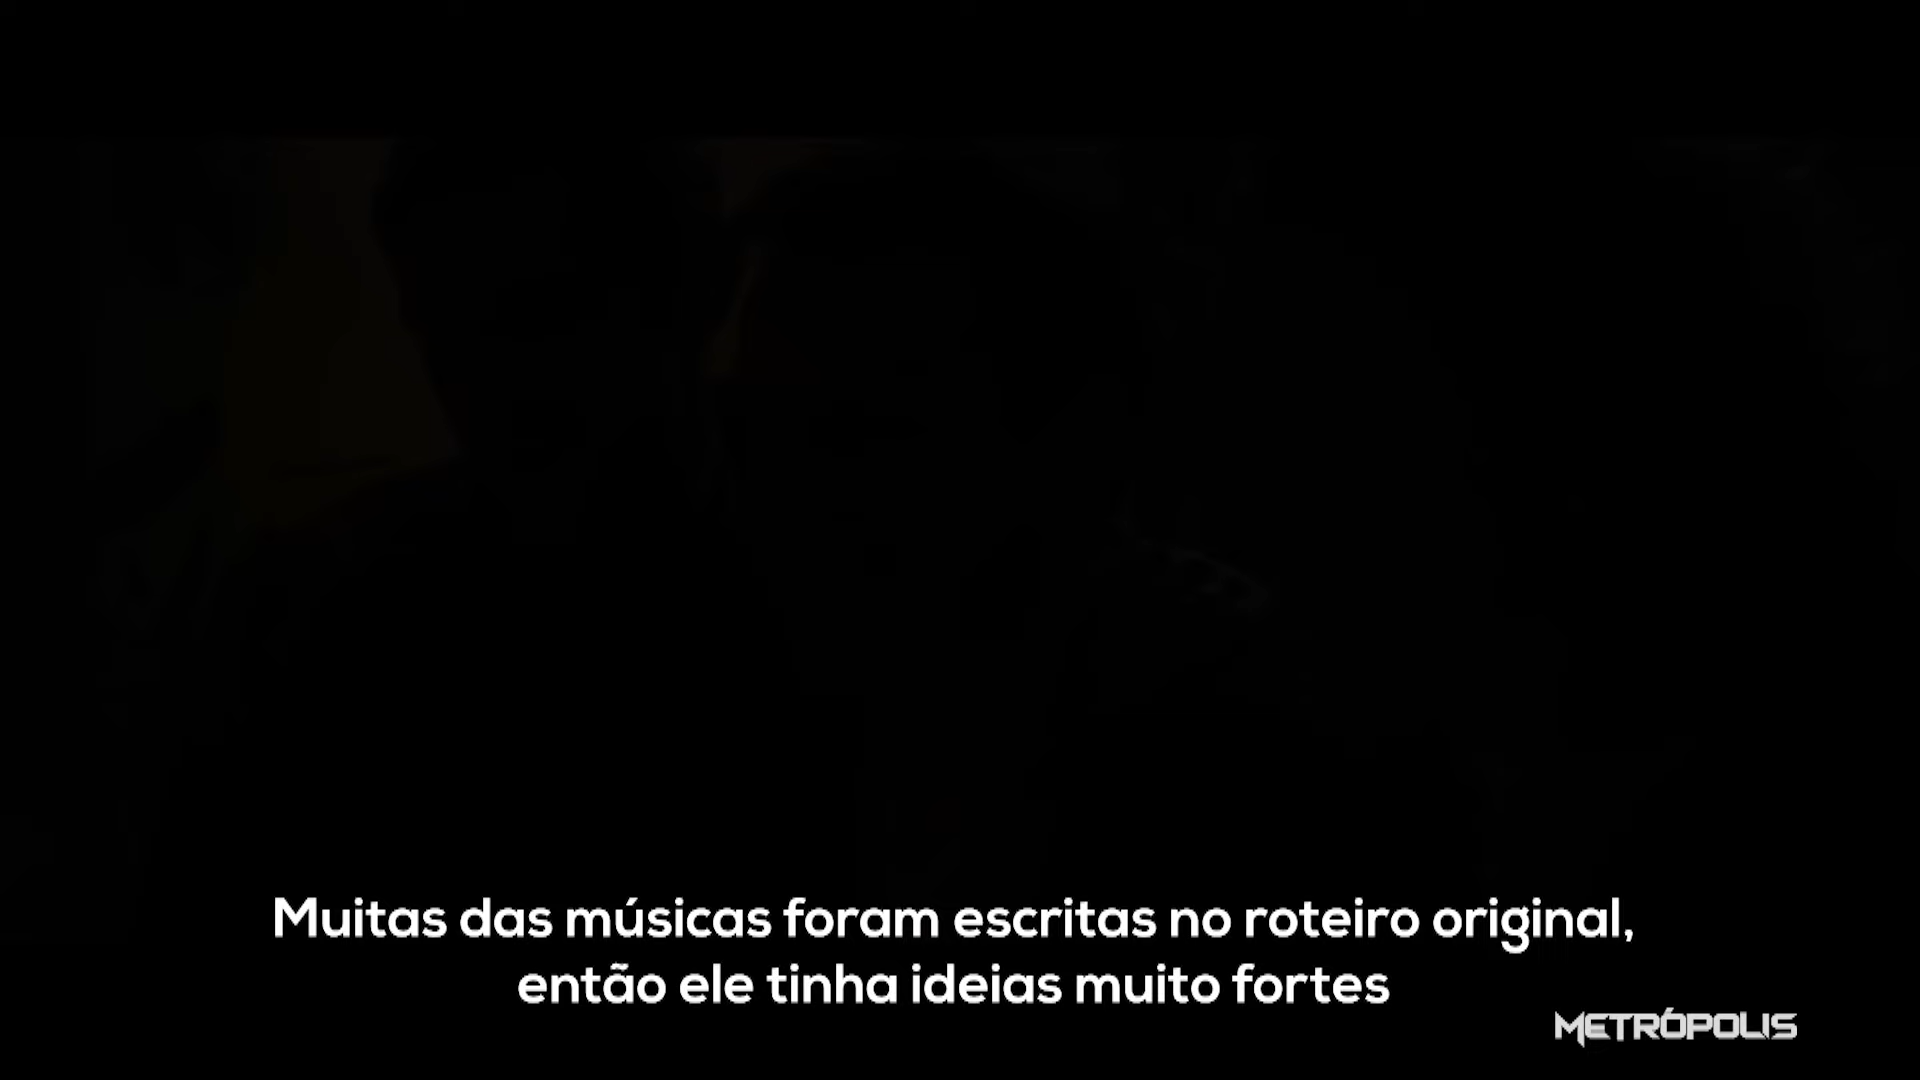 Muitas das músicas foram escritas no roteiro original,
então ele tinha ideias muito fortes
METRÓPOLIS